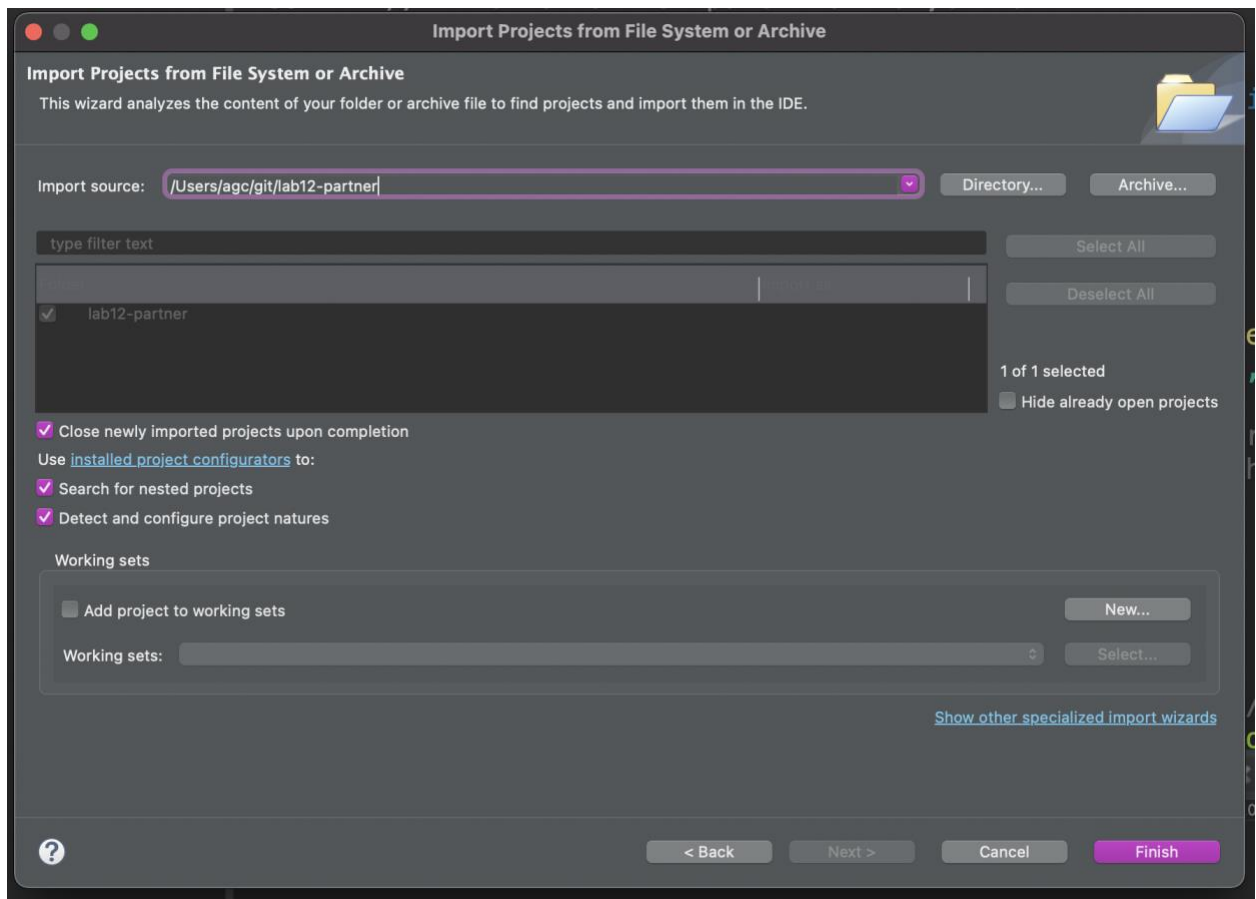 Import Projects from File System or Archive
Import Projects from File System or Archive
This wizard analyzes the content of your folder or archive file to find projects and import them in the IDE.
Import source: /Users/agc/git/lab12-partner Directory... Archive...
type filter text Select All
Deselect All
lab12-partner
1 of 1 selected
Hide already open projects
Close newly imported projects upon completion
Use installed project configurators to:
Search for nested projects
Detect and configure project natures
Working sets
Add project to working sets New...
Working sets: Select...
Show other specialized import wizards
? < Back Next > Cancel Finish